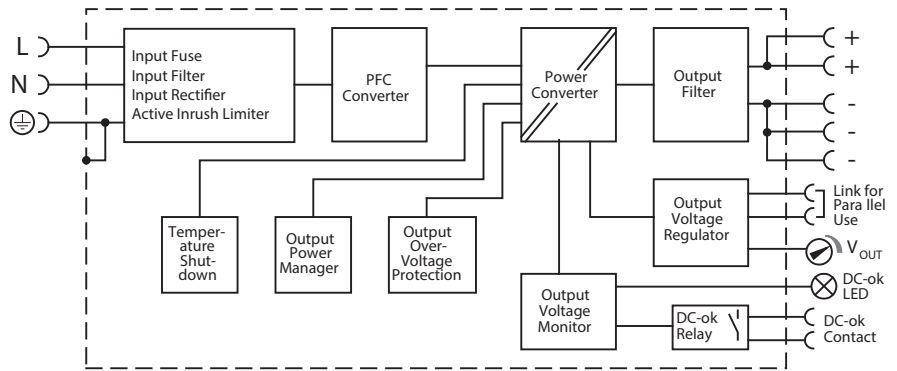 L
N
Input Fuse
Input Filter
Input Rectifier
Active Inrush Limiter
PFC
Converter
Power
Converter
Output
Filter
+
+
-
-
-
Temper-
ature
Shut-
down
Output
Power
Manager
Output
Over-
Voltage
Protection
Output
Voltage
Regulator
Link for
Para llel
Use
VOUT
Output
Voltage
Monitor
DC-ok
LED
DC-ok
Relay
DC-ok
Contact